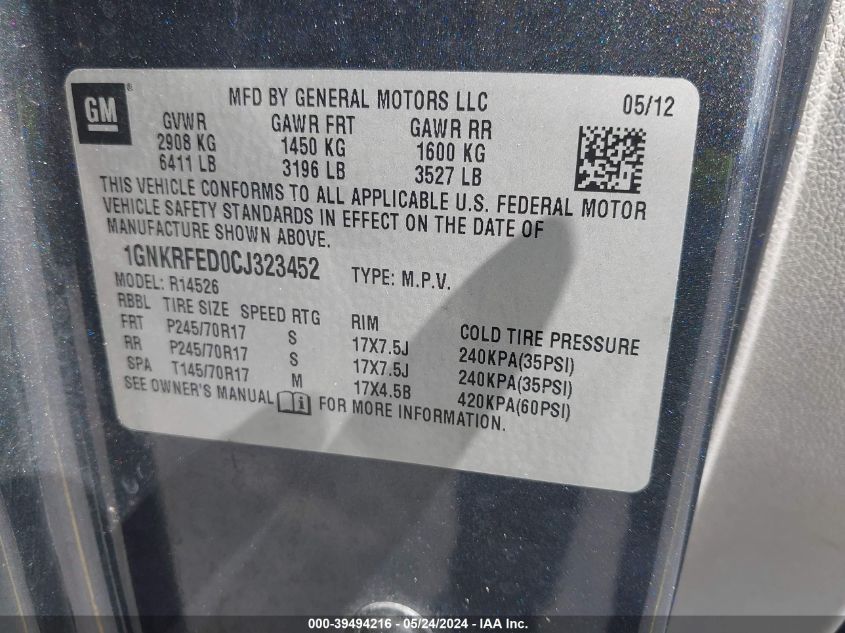 GM ®
MFD BY GENERAL MOTORS LLC 05/12
GVWR GAWR FRT GAWR RR
2908 KG 1450 KG 1600 KG
6411 LB 3196 LB 3527 LB
THIS VEHICLE CONFORMS TO ALL APPLICABLE U.S. FEDERAL MOTOR
VEHICLE SAFETY STANDARDS IN EFFECT ON THE DATE OF
MANUFACTURE SHOWN ABOVE.
1GNKRFED0CJ323452 TYPE: M.P.V.
MODEL: R14526
RBBL TIRE SIZE SPEED RTG RIM COLD TIRE PRESSURE
FRT P245/70R17 S 17X7.5J 240KPA(35PSI)
RR P245/70R17 S 17X7.5J 240KPA(35PSI)
SPA T145/70R17 M 17X4.5B 420KPA(60PSI)
SEE OWNER'S MANUAL i FOR MORE INFORMATION.
000-39494216 - 05/24/2024 - IAA Inc.